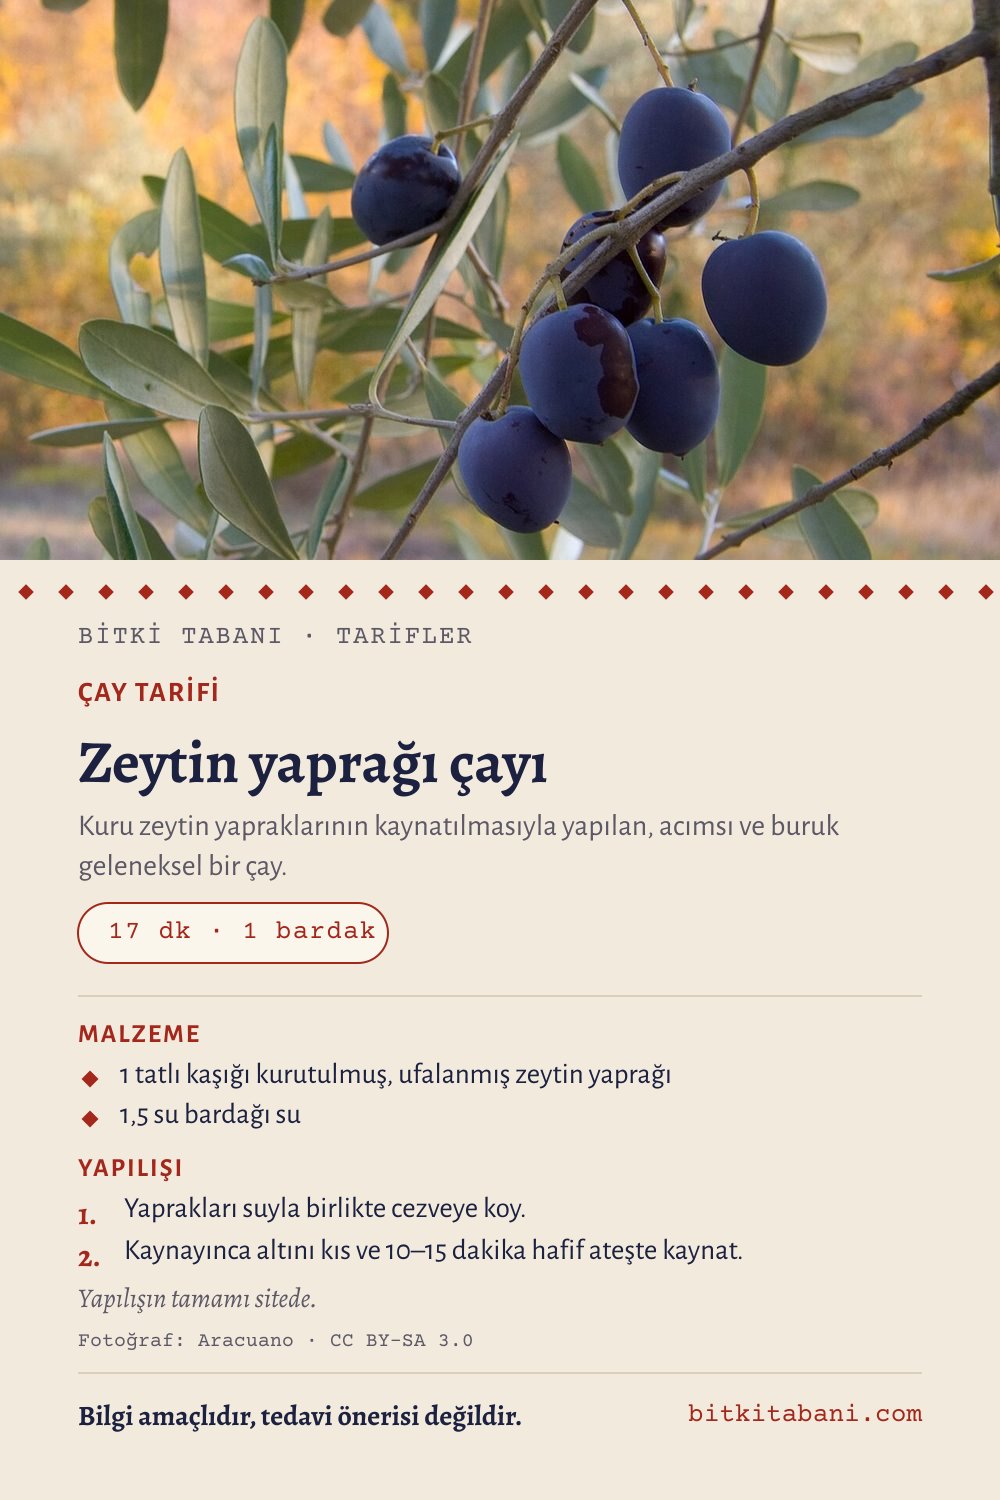 BİTKİ TABANI · TARİFLER
ÇAY TARİFİ
Zeytin yaprağı çayı
Kuru zeytin yapraklarının kaynatılmasıyla yapılan, acımsı ve buruk
geleneksel bir çay.
17 dk · 1 bardak
MALZEME
◆ 1 tatlı kaşığı kurutulmuş, ufalanmış zeytin yaprağı
◆ 1,5 su bardağı su
YAPILIŞI
1. Yaprakları suyla birlikte cezveye koy.
2. Kaynayınca altını kıs ve 10–15 dakika hafif ateşte kaynat.
Yapılışın tamamı sitede.
Fotoğraf: Aracuano · CC BY-SA 3.0
Bilgi amaçlıdır, tedavi önerisi değildir.
bitkitabani.com